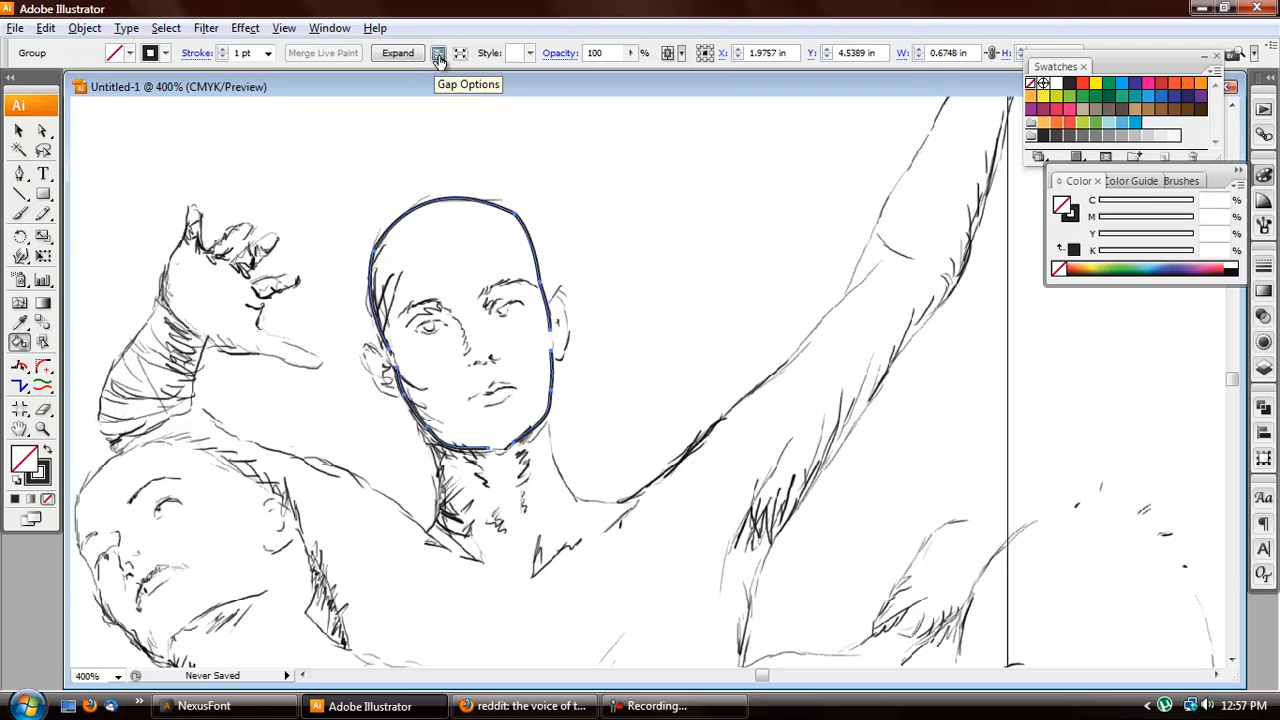 Adobe Illustrator
File Edit Object Type Select Filter Effect View Window Help
Group Stroke: 1 pt Merge Live Paint Expand Style: Opacity: 100 % X: 1.9757 in Y: 4.5389 in W: 0.6748 in H:
Gap Options
Swatches
Untitled-1 @ 400% (CMYK/Preview)
Ai
Color Color Guide Brushes
C %
M %
Y %
K %
400% Never Saved
NexusFont Adobe Illustrator reddit: the voice of t... Recording... 12:57 PM